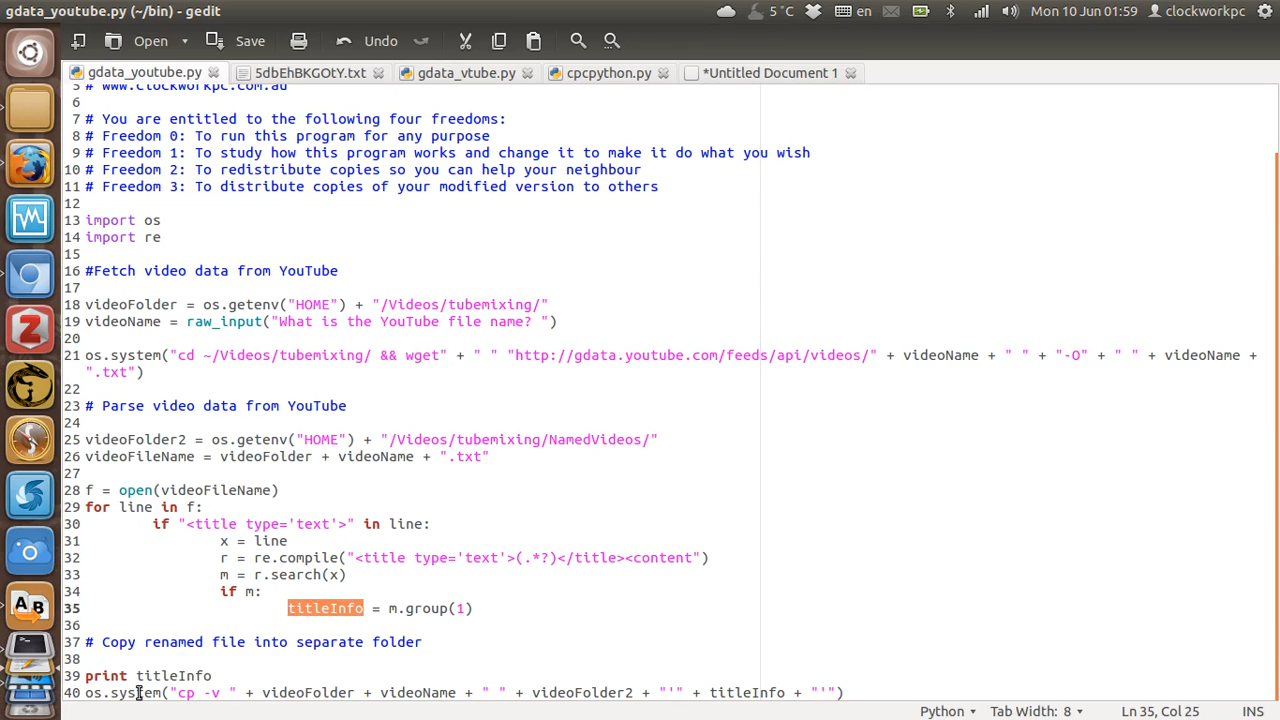 gdata_youtube.py (~/bin) - gedit
5 °C en Mon 10 Jun 01:59 clockworkpc
Open Save Undo
gdata_youtube.py 5dbEhBKGOtY.txt gdata_vtube.py cpcpython.py *Untitled Document 1
5 # www.clockworkpc.com.au
6
7 # You are entitled to the following four freedoms:
8 # Freedom 0: To run this program for any purpose
9 # Freedom 1: To study how this program works and change it to make it do what you wish
10 # Freedom 2: To redistribute copies so you can help your neighbour
11 # Freedom 3: To distribute copies of your modified version to others
12
13 import os
14 import re
15
16 #Fetch video data from YouTube
17
18 videoFolder = os.getenv("HOME") + "/Videos/tubemixing/"
19 videoName = raw_input("What is the YouTube file name? ")
20
21 os.system("cd ~/Videos/tubemixing/ && wget" + " " "http://gdata.youtube.com/feeds/api/videos/" + videoName + " " + "-O" + " " + videoName +
".txt")
22
23 # Parse video data from YouTube
24
25 videoFolder2 = os.getenv("HOME") + "/Videos/tubemixing/NamedVideos/"
26 videoFileName = videoFolder + videoName + ".txt"
27
28 f = open(videoFileName)
29 for line in f:
30 if "<title type='text'>" in line:
31 x = line
32 r = re.compile("<title type='text'>(.*?)</title><content")
33 m = r.search(x)
34 if m:
35 titleInfo = m.group(1)
36
37 # Copy renamed file into separate folder
38
39 print titleInfo
40 os.system("cp -v " + videoFolder + videoName + " " + videoFolder2 + "'" + titleInfo + "'")
Python Tab Width: 8 Ln 35, Col 25 INS